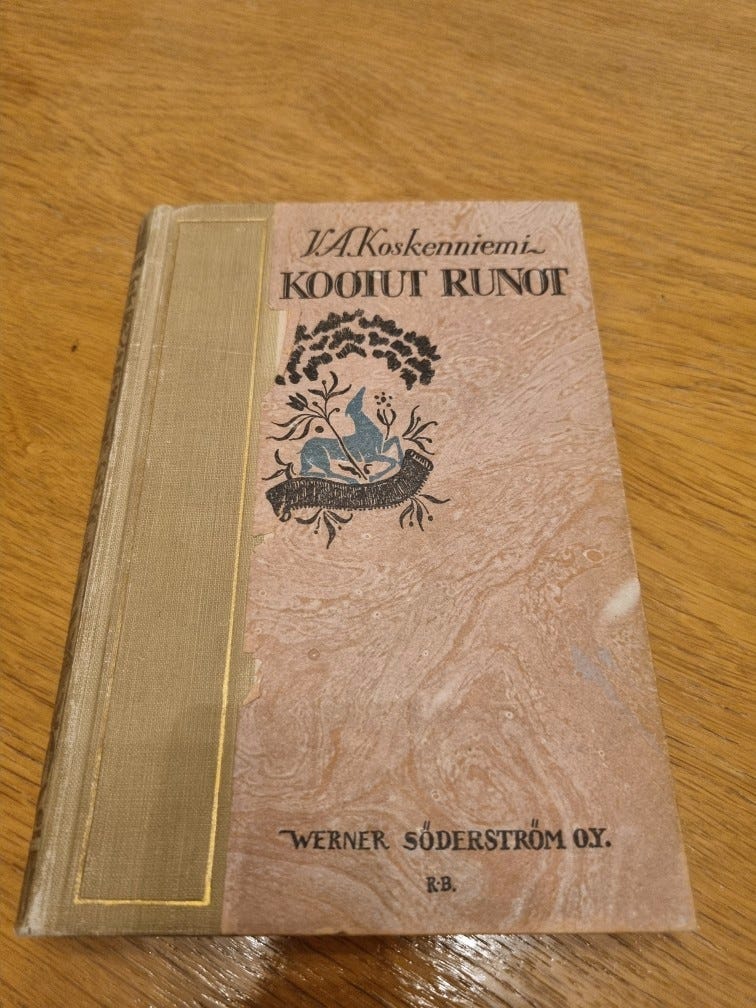 V.A. Koskenniemi
KOOTUT RUNOT
WERNER SÖDERSTRÖM O.Y.
R.B.